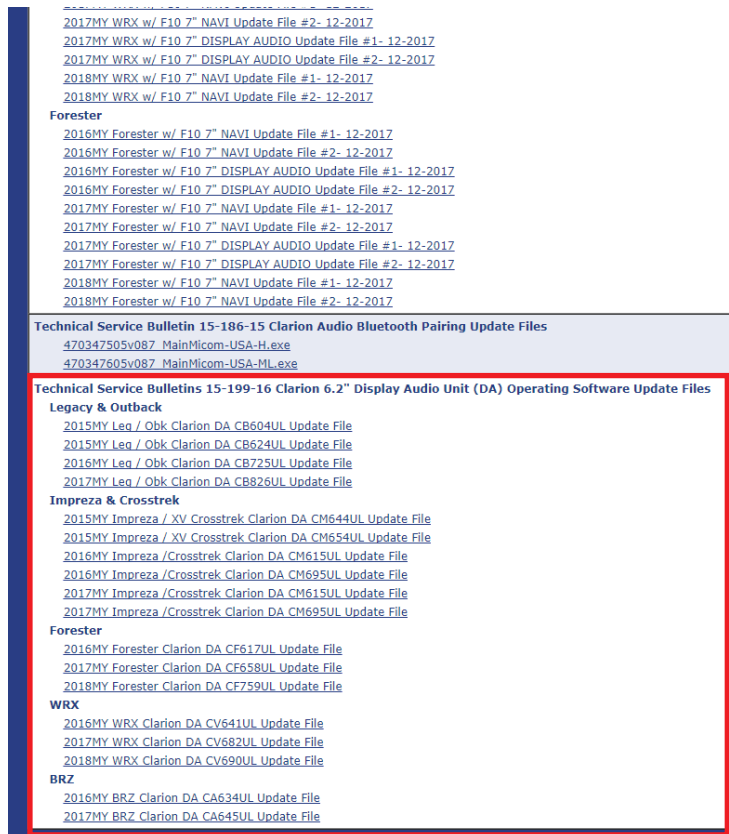 2017MY WRX w/ F10 7" NAVI Update File #2- 12-2017
2017MY WRX w/ F10 7" DISPLAY AUDIO Update File #1- 12-2017
2017MY WRX w/ F10 7" DISPLAY AUDIO Update File #2- 12-2017
2018MY WRX w/ F10 7" NAVI Update File #1- 12-2017
2018MY WRX w/ F10 7" NAVI Update File #2- 12-2017
Forester
2016MY Forester w/ F10 7" NAVI Update File #1- 12-2017
2016MY Forester w/ F10 7" NAVI Update File #2- 12-2017
2016MY Forester w/ F10 7" DISPLAY AUDIO Update File #1- 12-2017
2016MY Forester w/ F10 7" DISPLAY AUDIO Update File #2- 12-2017
2017MY Forester w/ F10 7" NAVI Update File #1- 12-2017
2017MY Forester w/ F10 7" NAVI Update File #2- 12-2017
2017MY Forester w/ F10 7" DISPLAY AUDIO Update File #1- 12-2017
2017MY Forester w/ F10 7" DISPLAY AUDIO Update File #2- 12-2017
2018MY Forester w/ F10 7" NAVI Update File #1- 12-2017
2018MY Forester w/ F10 7" NAVI Update File #2- 12-2017
Technical Service Bulletin 15-186-15 Clarion Audio Bluetooth Pairing Update Files
470347505v087_MainMicom-USA-H.exe
470347605v087_MainMicom-USA-ML.exe
Technical Service Bulletins 15-199-16 Clarion 6.2" Display Audio Unit (DA) Operating Software Update Files
Legacy & Outback
2015MY Leg / Obk Clarion DA CB604UL Update File
2015MY Leg / Obk Clarion DA CB624UL Update File
2016MY Leg / Obk Clarion DA CB725UL Update File
2017MY Leg / Obk Clarion DA CB826UL Update File
Impreza & Crosstrek
2015MY Impreza / XV Crosstrek Clarion DA CM644UL Update File
2015MY Impreza / XV Crosstrek Clarion DA CM654UL Update File
2016MY Impreza /Crosstrek Clarion DA CM615UL Update File
2016MY Impreza /Crosstrek Clarion DA CM695UL Update File
2017MY Impreza /Crosstrek Clarion DA CM615UL Update File
2017MY Impreza /Crosstrek Clarion DA CM695UL Update File
Forester
2016MY Forester Clarion DA CF617UL Update File
2017MY Forester Clarion DA CF658UL Update File
2018MY Forester Clarion DA CF759UL Update File
WRX
2016MY WRX Clarion DA CV641UL Update File
2017MY WRX Clarion DA CV682UL Update File
2018MY WRX Clarion DA CV690UL Update File
BRZ
2016MY BRZ Clarion DA CA634UL Update File
2017MY BRZ Clarion DA CA645UL Update File